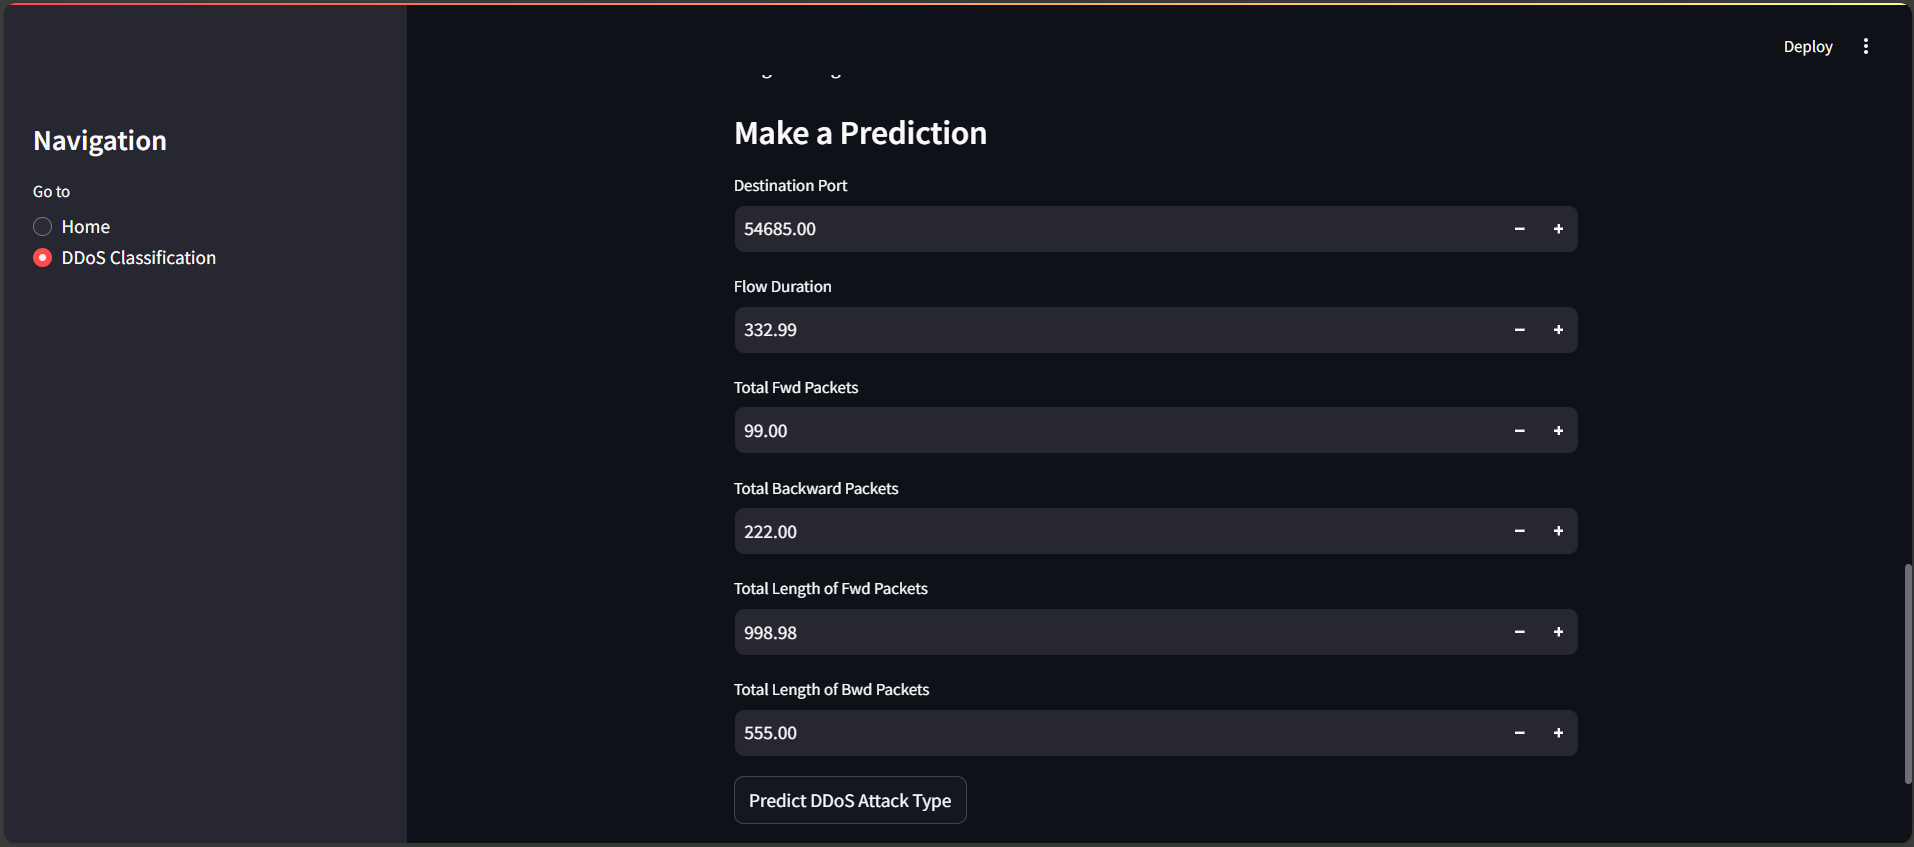 Deploy
Navigation
Go to
Home
DDoS Classification
Make a Prediction
Destination Port
54685.00
Flow Duration
332.99
Total Fwd Packets
99.00
Total Backward Packets
222.00
Total Length of Fwd Packets
998.98
Total Length of Bwd Packets
555.00
Predict DDoS Attack Type